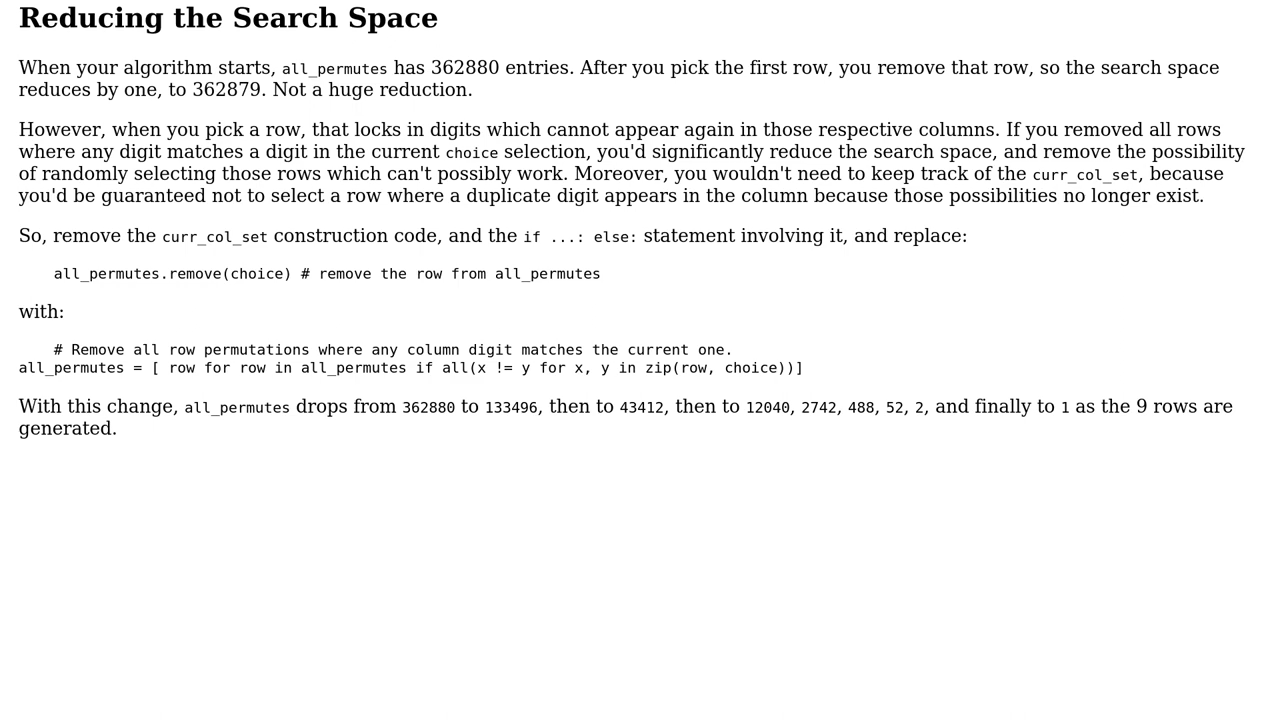 Reducing the Search Space
When your algorithm starts, all_permutes has 362880 entries. After you pick the first row, you remove that row, so the search space
reduces by one, to 362879. Not a huge reduction.
However, when you pick a row, that locks in digits which cannot appear again in those respective columns. If you removed all rows
where any digit matches a digit in the current choice selection, you'd significantly reduce the search space, and remove the possibility
of randomly selecting those rows which can't possibly work. Moreover, you wouldn't need to keep track of the curr_col_set, because
you'd be guaranteed not to select a row where a duplicate digit appears in the column because those possibilities no longer exist.
So, remove the curr_col_set construction code, and the if ...: else: statement involving it, and replace:
    all_permutes.remove(choice) # remove the row from all_permutes
with:
    # Remove all row permutations where any column digit matches the current one.
all_permutes = [ row for row in all_permutes if all(x != y for x, y in zip(row, choice))]
With this change, all_permutes drops from 362880 to 133496, then to 43412, then to 12040, 2742, 488, 52, 2, and finally to 1 as the 9 rows are
generated.